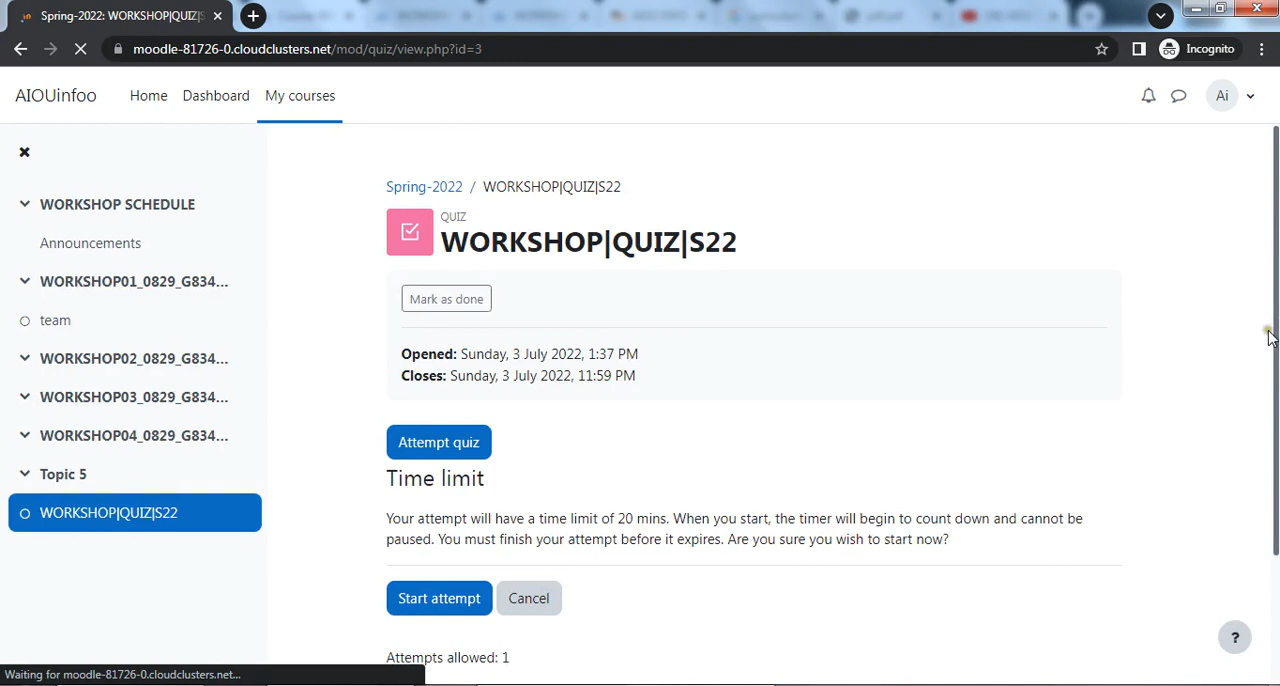 Spring-2022: WORKSHOP|QUIZ|S
moodle-81726-0.cloudclusters.net/mod/quiz/view.php?id=3
Incognito
AIOUinfoo
Home
Dashboard
My courses
Ai
WORKSHOP SCHEDULE
Announcements
WORKSHOP01_0829_G834...
team
WORKSHOP02_0829_G834...
WORKSHOP03_0829_G834...
WORKSHOP04_0829_G834...
Topic 5
WORKSHOP|QUIZ|S22
Spring-2022 / WORKSHOP|QUIZ|S22
QUIZ
WORKSHOP|QUIZ|S22
Mark as done
Opened: Sunday, 3 July 2022, 1:37 PM
Closes: Sunday, 3 July 2022, 11:59 PM
Attempt quiz
Time limit
Your attempt will have a time limit of 20 mins. When you start, the timer will begin to count down and cannot be
paused. You must finish your attempt before it expires. Are you sure you wish to start now?
Start attempt
Cancel
Attempts allowed: 1
?
Waiting for moodle-81726-0.cloudclusters.net...